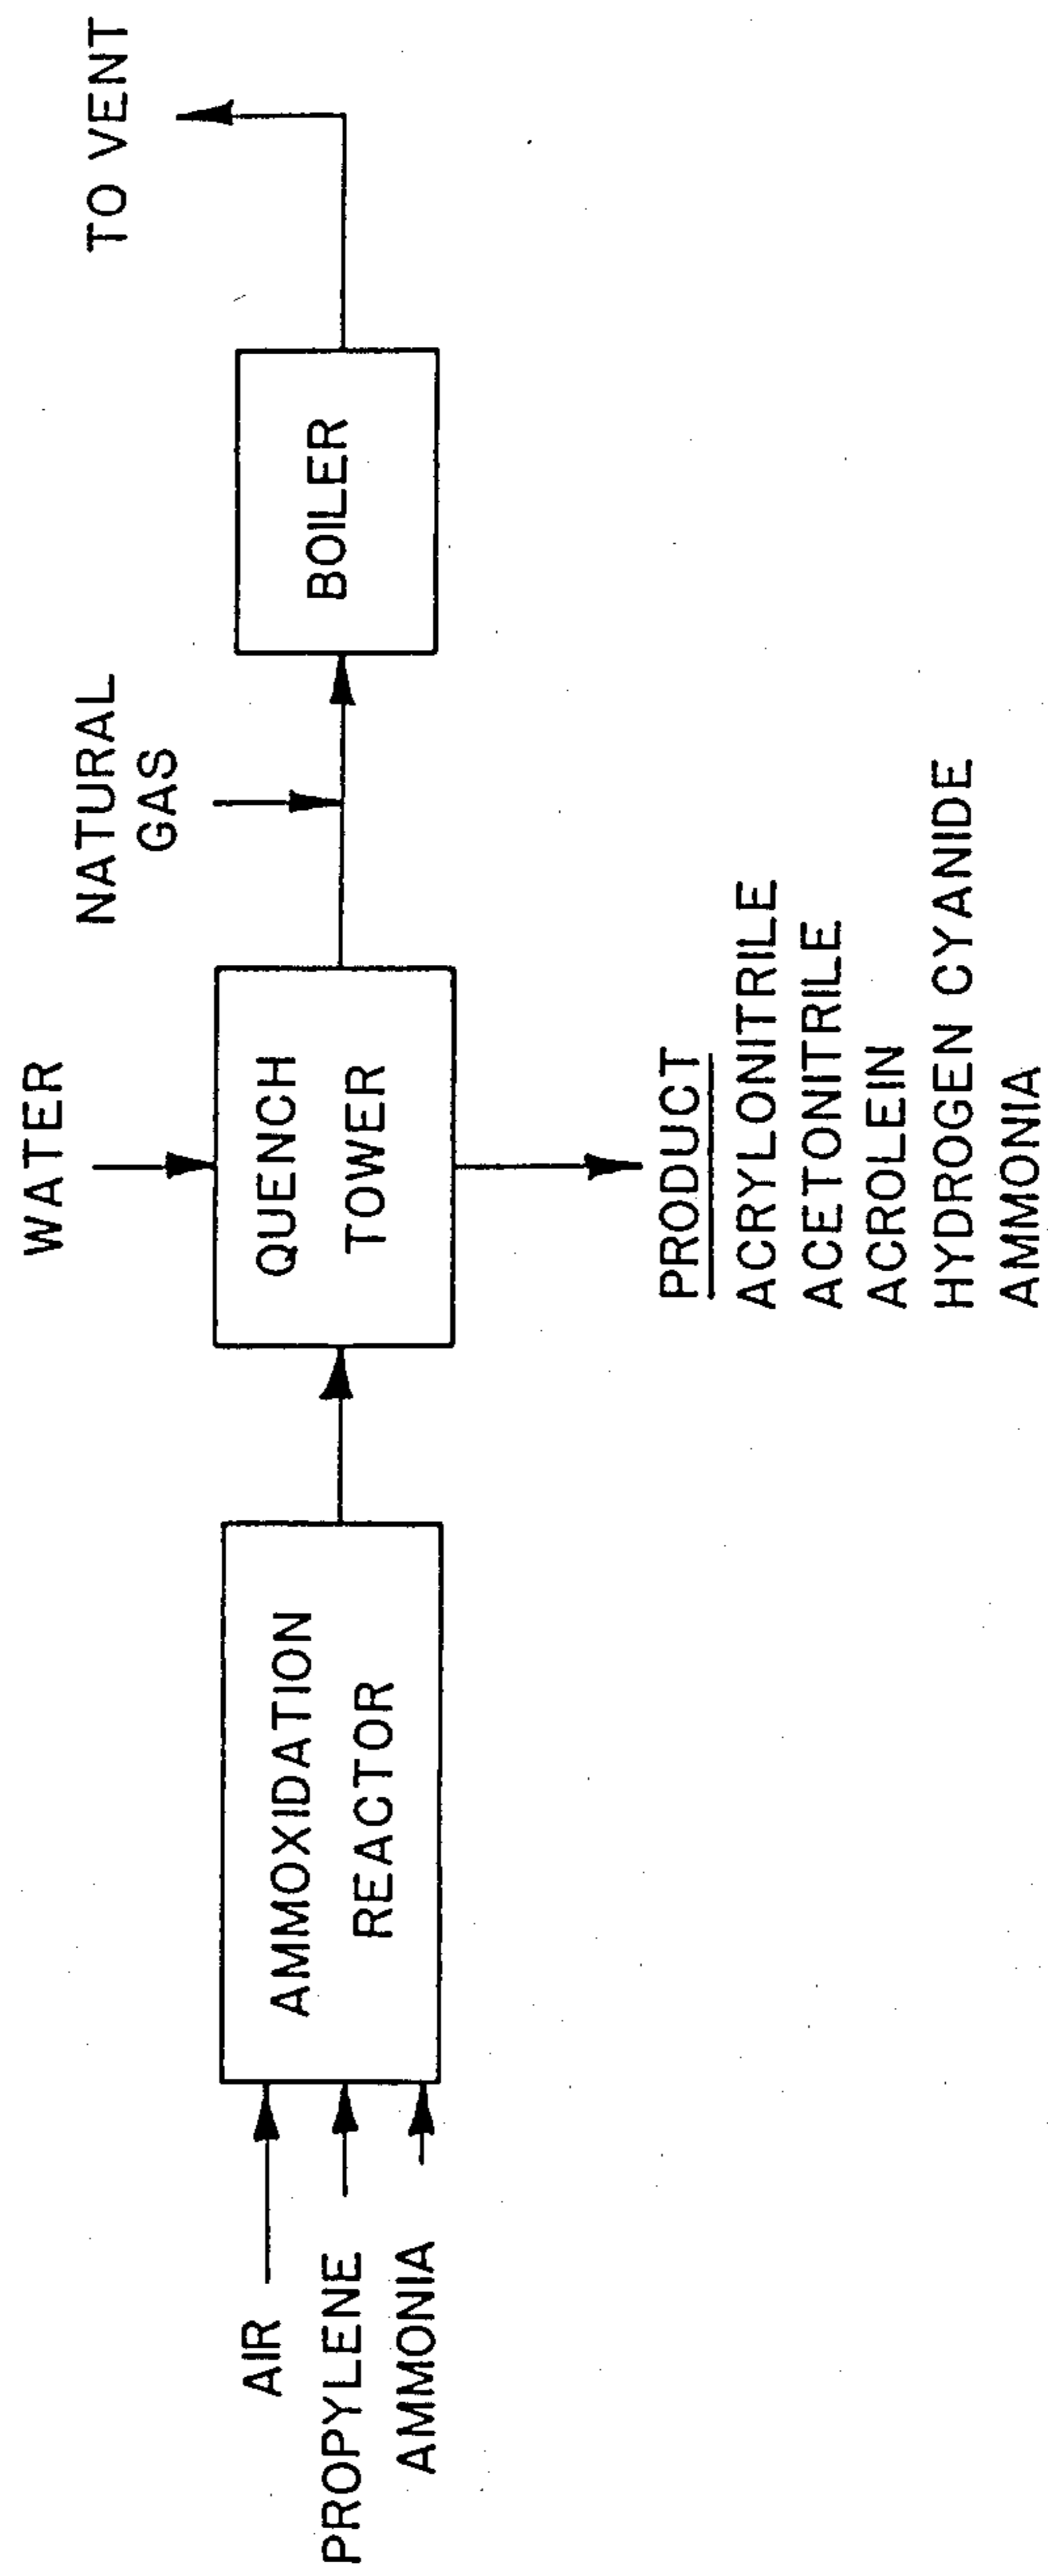 AIR
PROPYLENE
AMMONIA
AMMOXIDATION
REACTOR
WATER
QUENCH
TOWER
PRODUCT
ACRYLONITRILE
ACETONITRILE
ACROLEIN
HYDROGEN CYANIDE
AMMONIA
NATURAL
GAS
BOILER
TO VENT